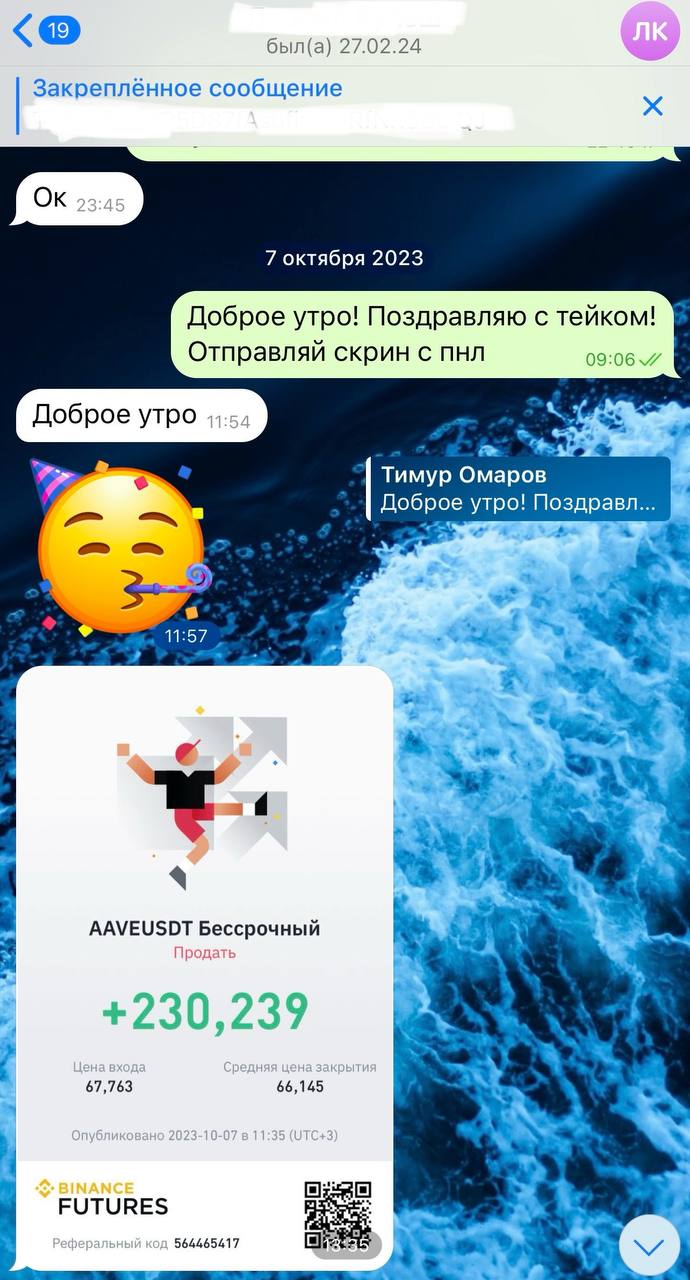 19
был(а) 27.02.24
ЛК
Закреплённое сообщение
Ок 23:45
7 октября 2023
Доброе утро! Поздравляю с тейком!
Отправляй скрин с пнл 09:06
Доброе утро 11:54
Тимур Омаров
Доброе утро! Поздравл...
11:57
AAVEUSDT Бессрочный
Продать
+230,239
Цена входа Средняя цена закрытия
67,763 66,145
Опубликовано 2023-10-07 в 11:35 (UTC+3)
BINANCE
FUTURES
Реферальный код 564465417